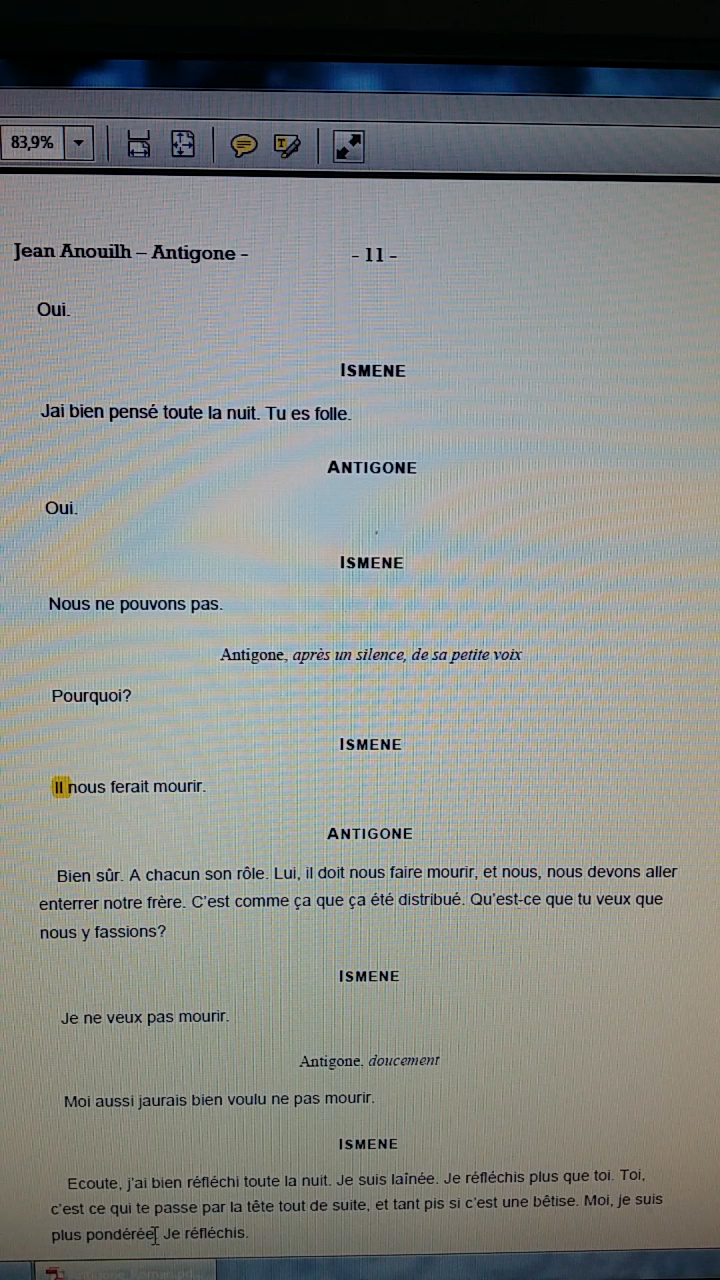 83,9%
Jean Anouilh – Antigone - - 11 -
Oui.
ISMENE
Jai bien pensé toute la nuit. Tu es folle.
ANTIGONE
Oui.
ISMENE
Nous ne pouvons pas.
Antigone, après un silence, de sa petite voix
Pourquoi?
ISMENE
Il nous ferait mourir.
ANTIGONE
Bien sûr. A chacun son rôle. Lui, il doit nous faire mourir, et nous, nous devons aller
enterrer notre frère. C'est comme ça que ça été distribué. Qu'est-ce que tu veux que
nous y fassions?
ISMENE
Je ne veux pas mourir.
Antigone, doucement
Moi aussi jaurais bien voulu ne pas mourir.
ISMENE
Ecoute, j'ai bien réfléchi toute la nuit. Je suis laînée. Je réfléchis plus que toi. Toi,
c'est ce qui te passe par la tête tout de suite, et tant pis si c'est une bêtise. Moi, je suis
plus pondérée. Je réfléchis.